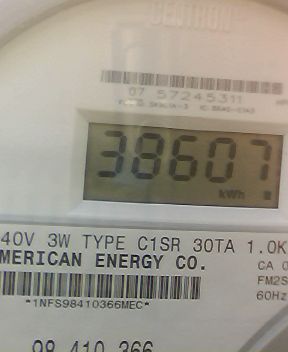 CENTRON
07 57245311
38607
kWh
40V 3W TYPE C1SR 30TA 1.0K
MERICAN ENERGY CO.
CA 0
FM2S
*1NFS98410366MEC*
60Hz
98 410 366